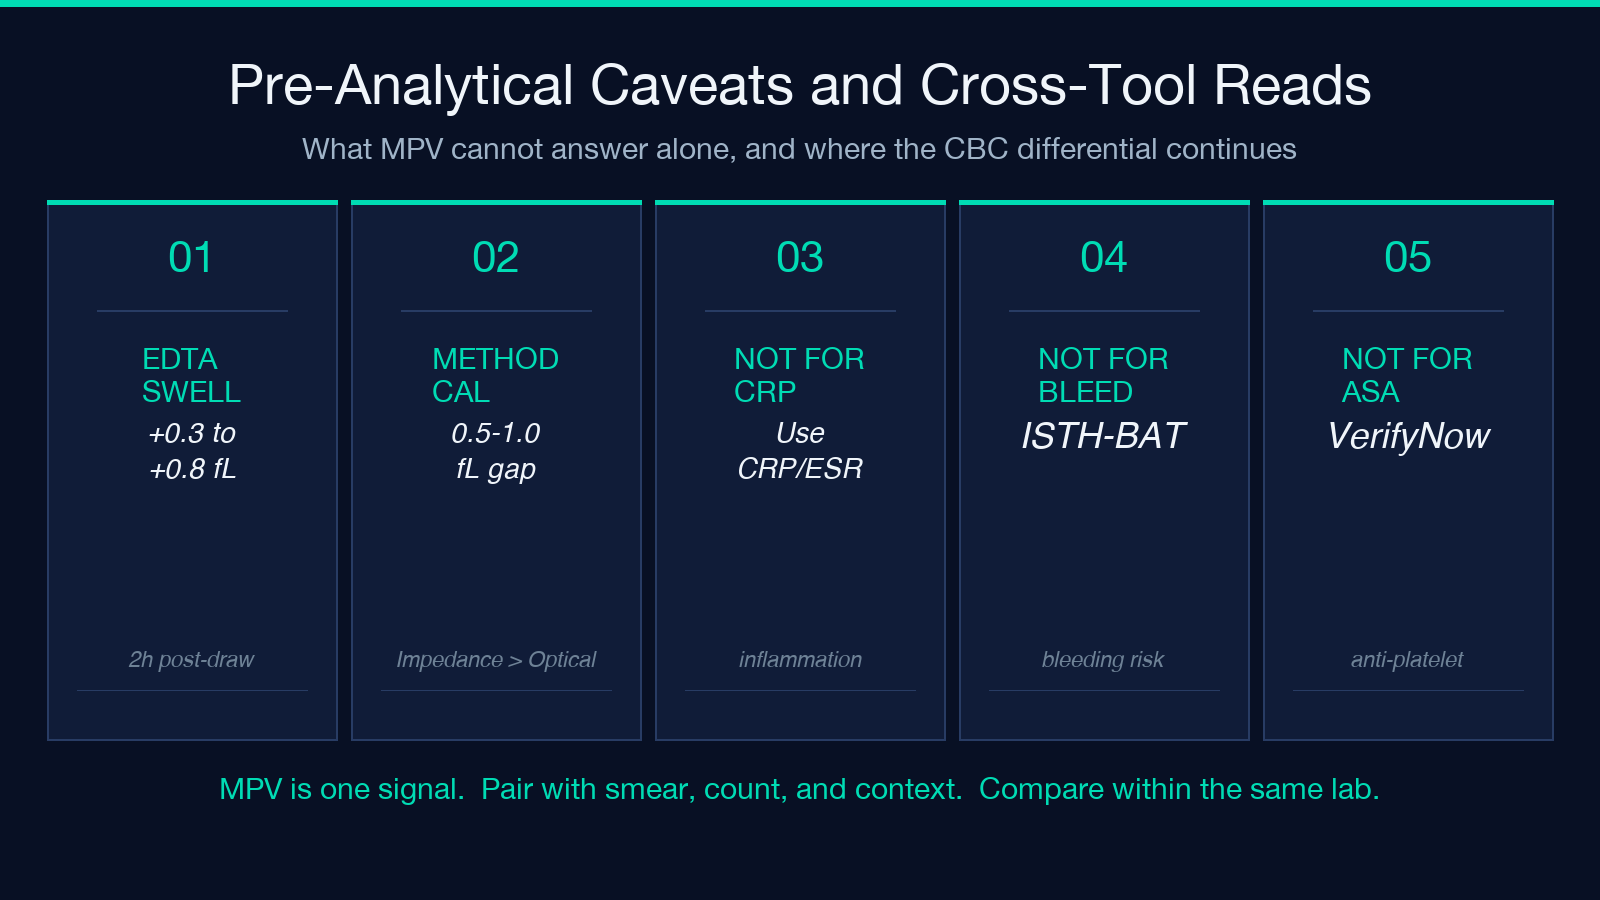 Pre-Analytical Caveats and Cross-Tool Reads
What MPV cannot answer alone, and where the CBC differential continues
01
EDTA
SWELL
+0.3 to
+0.8 fL
2h post-draw
02
METHOD
CAL
0.5-1.0
fL gap
Impedance > Optical
03
NOT FOR
CRP
Use
CRP/ESR
inflammation
04
NOT FOR
BLEED
ISTH-BAT
bleeding risk
05
NOT FOR
ASA
VerifyNow
anti-platelet
MPV is one signal.  Pair with smear, count, and context.  Compare within the same lab.